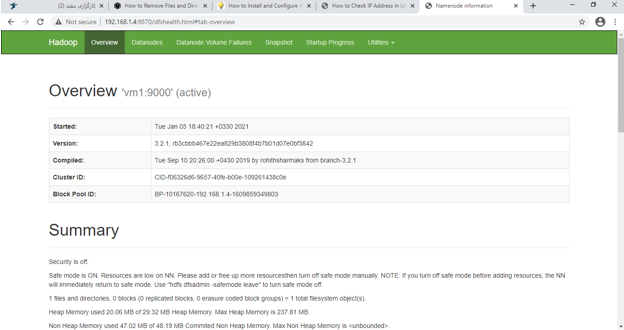 کارگزاران مفید (2)
How to Remove Files and Dire
How to Install and Configure A
How to Check IP Address in U
Namenode information
Not secure | 192.168.1.4:9870/dfshealth.html#tab-overview
Hadoop Overview Datanodes Datanode Volume Failures Snapshot Startup Progress Utilities
Overview 'vm1:9000' (active)
Started: Tue Jan 05 18:40:21 +0330 2021
Version: 3.2.1, rb3cbbb467e22ea829b3808f4b7b01d07e0bf3842
Compiled: Tue Sep 10 20:26:00 +0430 2019 by rohithsharmaks from branch-3.2.1
Cluster ID: CID-f06326d6-9657-40fe-b00e-109261438c0e
Block Pool ID: BP-10167620-192.168.1.4-1609859349803
Summary
Security is off.
Safe mode is ON. Resources are low on NN. Please add or free up more resourcesthen turn off safe mode manually. NOTE: If you turn off safe mode before adding resources, the NN
will immediately return to safe mode. Use "hdfs dfsadmin -safemode leave" to turn safe mode off.
1 files and directories, 0 blocks (0 replicated blocks, 0 erasure coded block groups) = 1 total filesystem object(s).
Heap Memory used 20.06 MB of 29.32 MB Heap Memory. Max Heap Memory is 237.81 MB.
Non Heap Memory used 47.02 MB of 48.19 MB Commited Non Heap Memory. Max Non Heap Memory is <unbounded>.